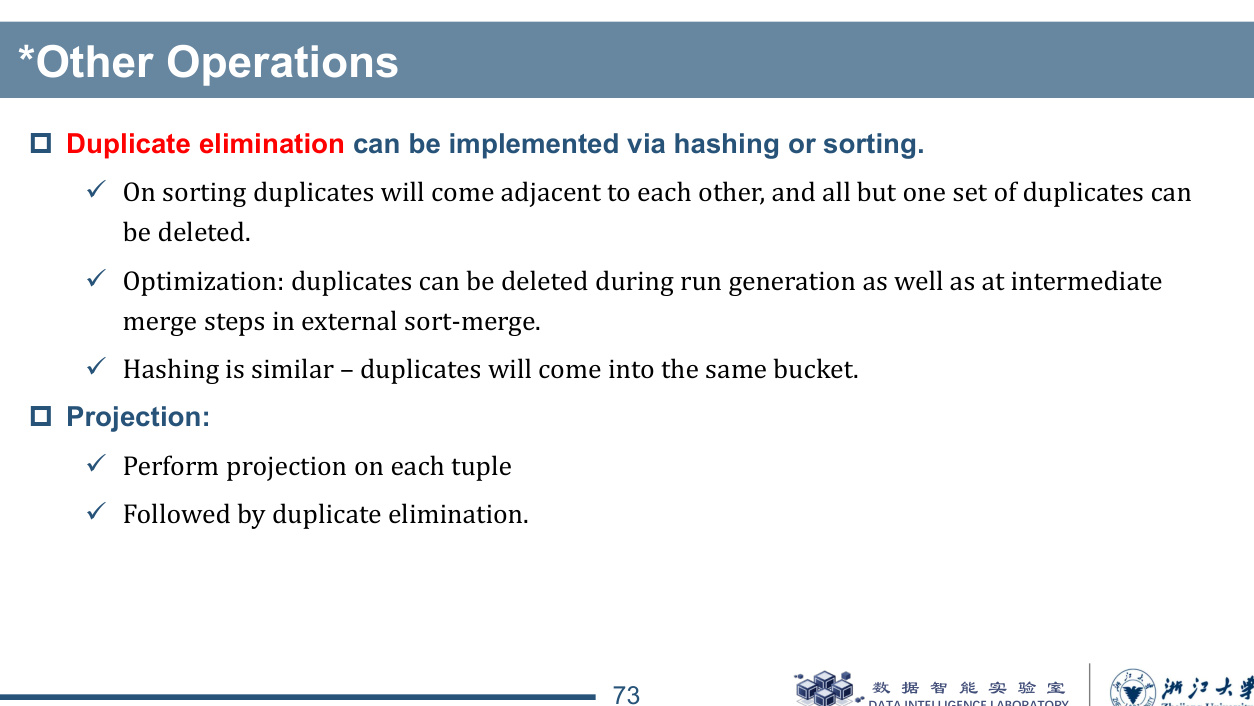 *Other Operations
Duplicate elimination can be implemented via hashing or sorting.
On sorting duplicates will come adjacent to each other, and all but one set of duplicates can
be deleted.
Optimization: duplicates can be deleted during run generation as well as at intermediate
merge steps in external sort-merge.
Hashing is similar – duplicates will come into the same bucket.
Projection:
Perform projection on each tuple
Followed by duplicate elimination.
73
数据智能实验室
DATA INTELLIGENCE LABORATORY
浙江大学